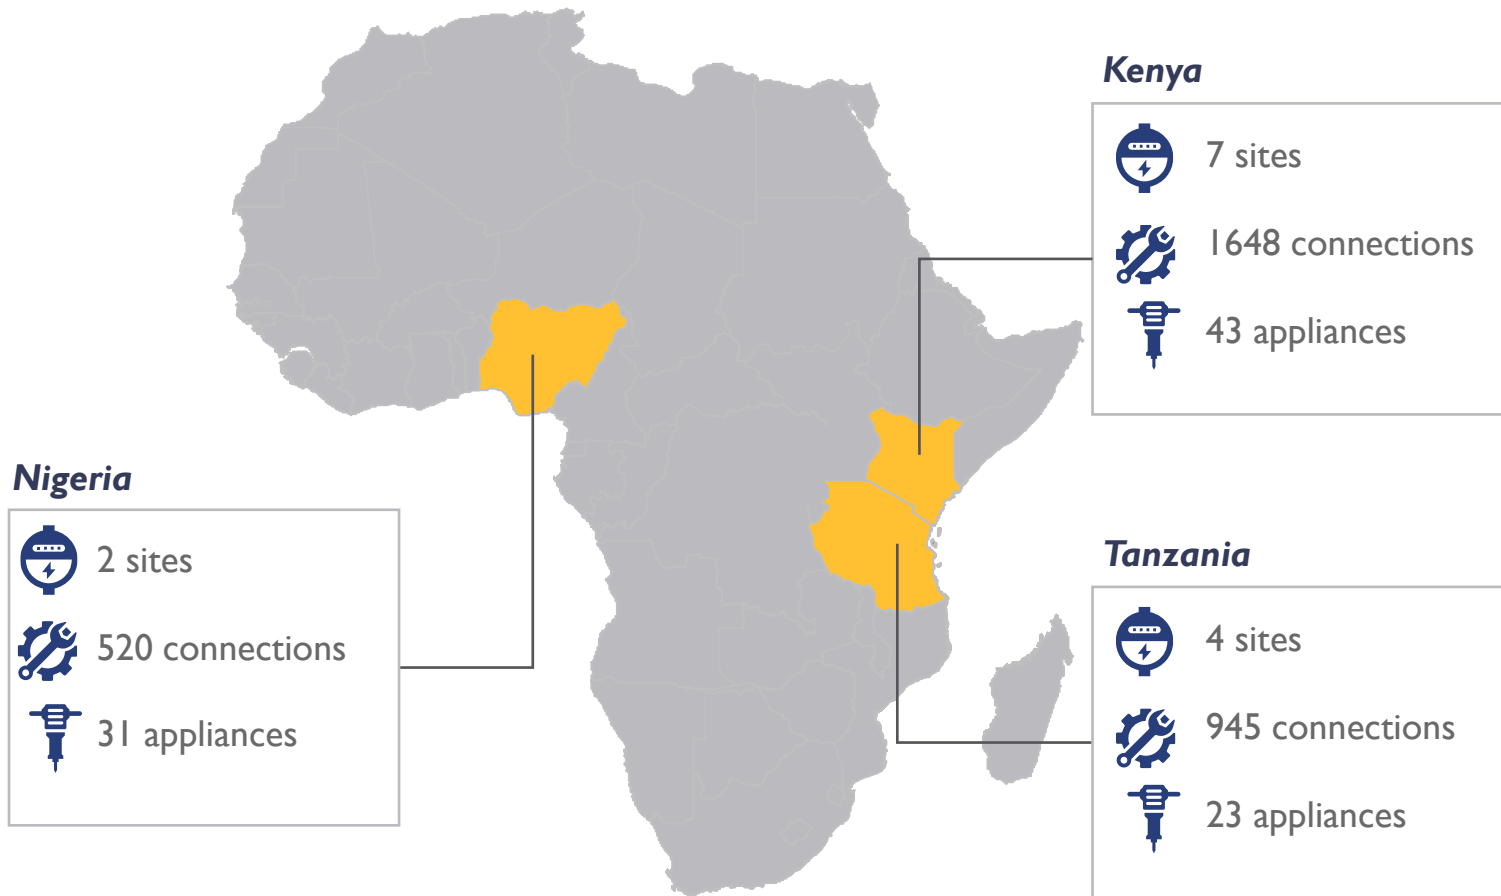 Kenya
7 sites
1648 connections
43 appliances
Nigeria
2 sites
520 connections
31 appliances
Tanzania
4 sites
945 connections
23 appliances